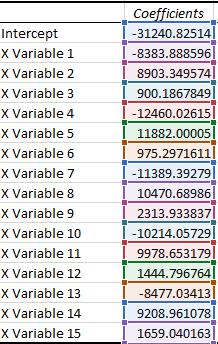 Coefficients
Intercept -31240.82514
X Variable 1 -8383.888596
X Variable 2 8903.349574
X Variable 3 900.1867849
X Variable 4 -12460.02615
X Variable 5 11882.00005
X Variable 6 975.2971611
X Variable 7 -11389.39279
X Variable 8 10470.68986
X Variable 9 2313.933837
X Variable 10 -10214.05729
X Variable 11 9978.653179
X Variable 12 1444.796764
X Variable 13 -8477.03413
X Variable 14 9208.961078
X Variable 15 1659.040163